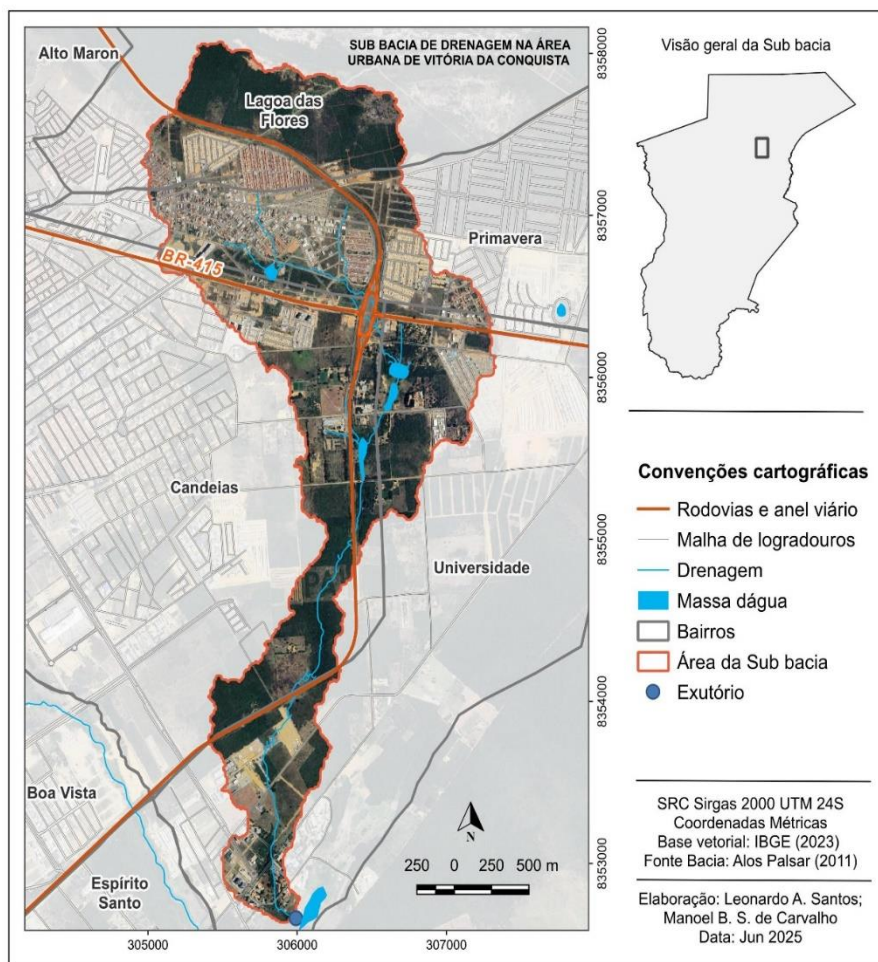 SUB BACIA DE DRENAGEM NA ÁREA
URBANA DE VITÓRIA DA CONQUISTA
Alto Maron
Lagoa das
Flores
Primavera
BR-415
Candeias
Universidade
Boa Vista
Espírito
Santo
N
250 0 250 500 m
305000 306000 307000
8358000
8357000
8356000
8355000
8354000
8353000
Visão geral da Sub bacia
Convenções cartográficas
Rodovias e anel viário
Malha de logradouros
Drenagem
Massa dágua
Bairros
Área da Sub bacia
Exutório
SRC Sirgas 2000 UTM 24S
Coordenadas Métricas
Base vetorial: IBGE (2023)
Fonte Bacia: Alos Palsar (2011)
Elaboração: Leonardo A. Santos;
Manoel B. S. de Carvalho
Data: Jun 2025